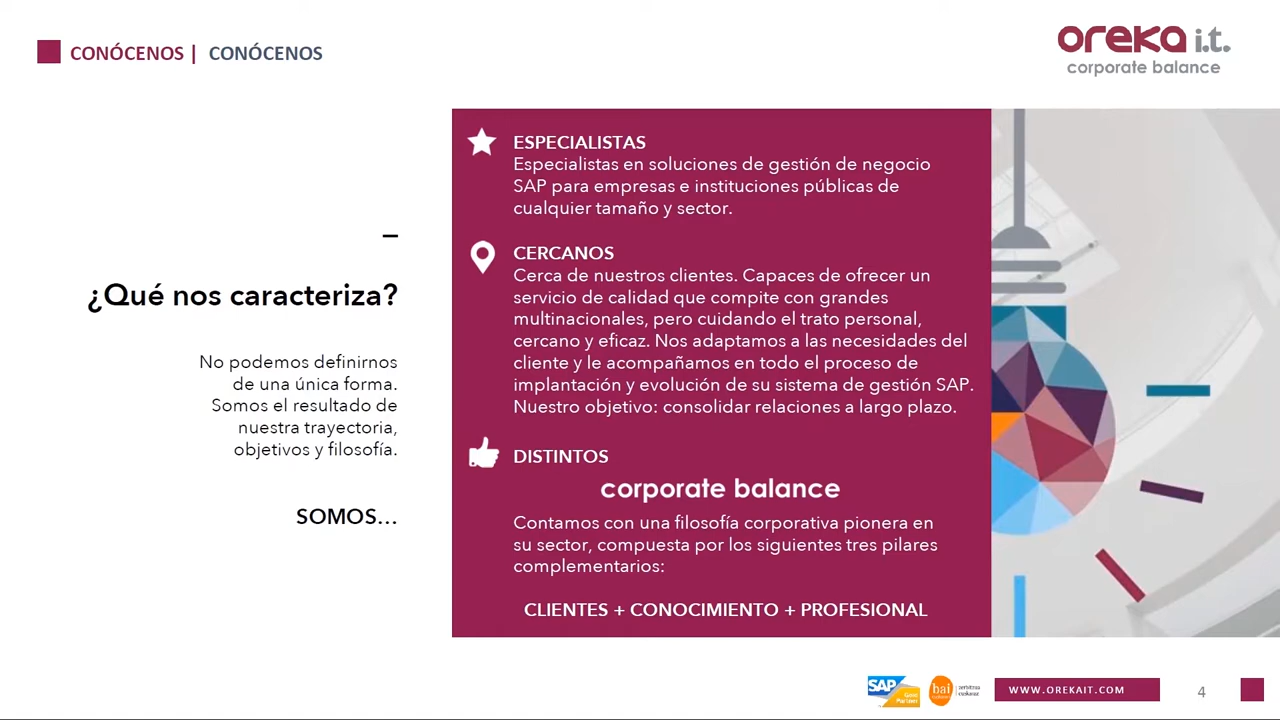 CONÓCENOS | CONÓCENOS
oreka i.t.
corporate balance
¿Qué nos caracteriza?
No podemos definirnos
de una única forma.
Somos el resultado de
nuestra trayectoria,
objetivos y filosofía.
SOMOS...
ESPECIALISTAS
Especialistas en soluciones de gestión de negocio
SAP para empresas e instituciones públicas de
cualquier tamaño y sector.
CERCANOS
Cerca de nuestros clientes. Capaces de ofrecer un
servicio de calidad que compite con grandes
multinacionales, pero cuidando el trato personal,
cercano y eficaz. Nos adaptamos a las necesidades del
cliente y le acompañamos en todo el proceso de
implantación y evolución de su sistema de gestión SAP.
Nuestro objetivo: consolidar relaciones a largo plazo.
DISTINTOS
corporate balance
Contamos con una filosofía corporativa pionera en
su sector, compuesta por los siguientes tres pilares
complementarios:
CLIENTES + CONOCIMIENTO + PROFESIONAL
SAP
bai
WWW.OREKAIT.COM
4